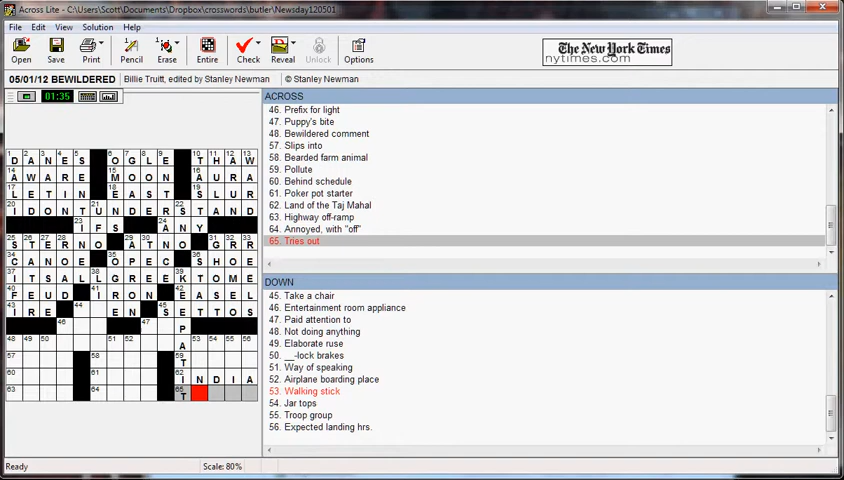 Across Lite - C:\Users\Scott\Documents\Dropbox\crosswords\butler\Newsday120501
File Edit View Solution Help
Open Save Print Pencil Erase Entire Check Reveal Unlock Options
The New York Times
nytimes.com
05/01/12 BEWILDERED Billie Truitt, edited by Stanley Newman © Stanley Newman
01:35
ACROSS
46. Prefix for light
47. Puppy's bite
48. Bewildered comment
57. Slips into
58. Bearded farm animal
59. Pollute
60. Behind schedule
61. Poker pot starter
62. Land of the Taj Mahal
63. Highway off-ramp
64. Annoyed, with "off"
65. Tries out
DOWN
45. Take a chair
46. Entertainment room appliance
47. Paid attention to
48. Not doing anything
49. Elaborate ruse
50. __-lock brakes
51. Way of speaking
52. Airplane boarding place
53. Walking stick
54. Jar tops
55. Troop group
56. Expected landing hrs.
DANES OGLE THAW
AWARE MOON AURA
LETIN EAST SLUR
IDONTUNDERSTAND
IFS ANY
STERNO ATNO GRR
CANOE OPEC SHOE
ITSALLGREEKTOME
FEUD IRON EASEL
IRE EN SETTOS
P
A
T
INDIA
T
Ready Scale: 80%